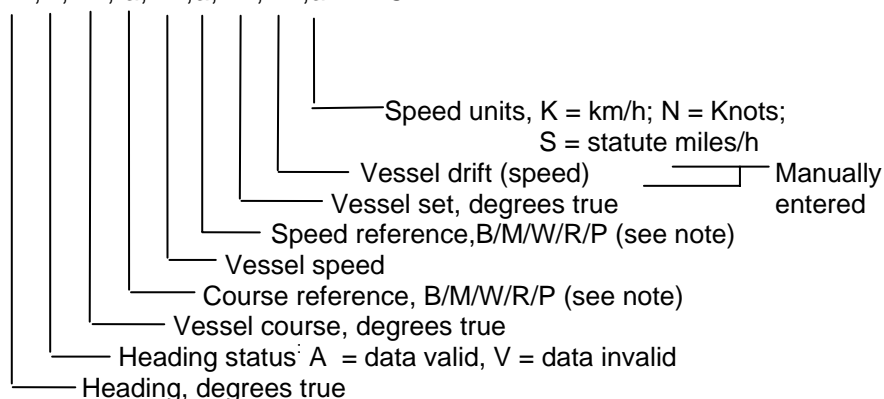 Speed units, K = km/h; N = Knots;
S = statute miles/h
Vessel drift (speed)
Manually
Vessel set, degrees true
entered
Speed reference,B/M/W/R/P (see note)
Vessel speed
Course reference, B/M/W/R/P (see note)
Vessel course, degrees true
Heading status: A = data valid, V = data invalid
Heading, degrees true